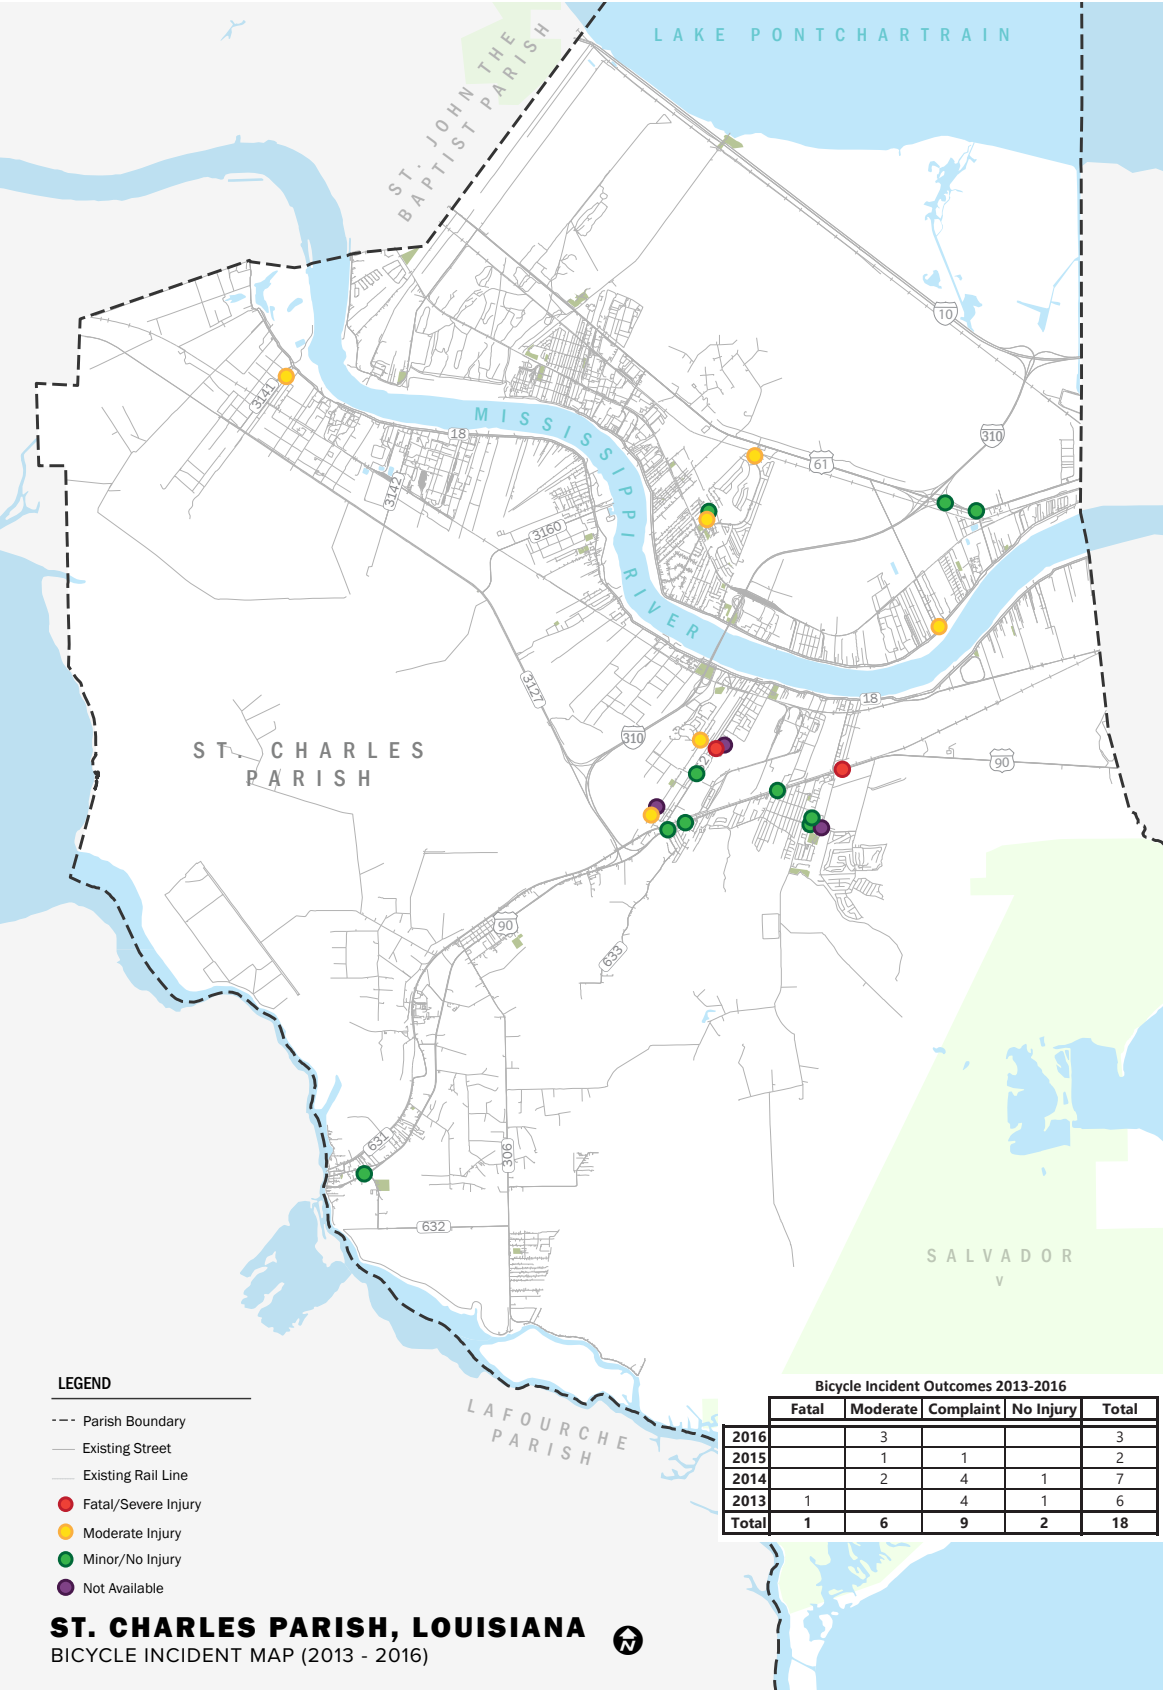 LAKE PONTCHARTRAIN
ST. JOHN THE
BAPTIST PARISH
10
310
61
3141
18
3142
3160
MISSISSIPPI RIVER
3127
310
18
90
ST. CHARLES
PARISH
90
633
631
306
632
SALVADOR
V
LAFOURCHE
PARISH
LEGEND
Parish Boundary
Existing Street
Existing Rail Line
Fatal/Severe Injury
Moderate Injury
Minor/No Injury
Not Available
Bicycle Incident Outcomes 2013-2016
Fatal Moderate Complaint No Injury Total
2016 3 3
2015 1 1 2
2014 2 4 1 7
2013 1 4 1 6
Total 1 6 9 2 18
ST. CHARLES PARISH, LOUISIANA
BICYCLE INCIDENT MAP (2013 - 2016)
N